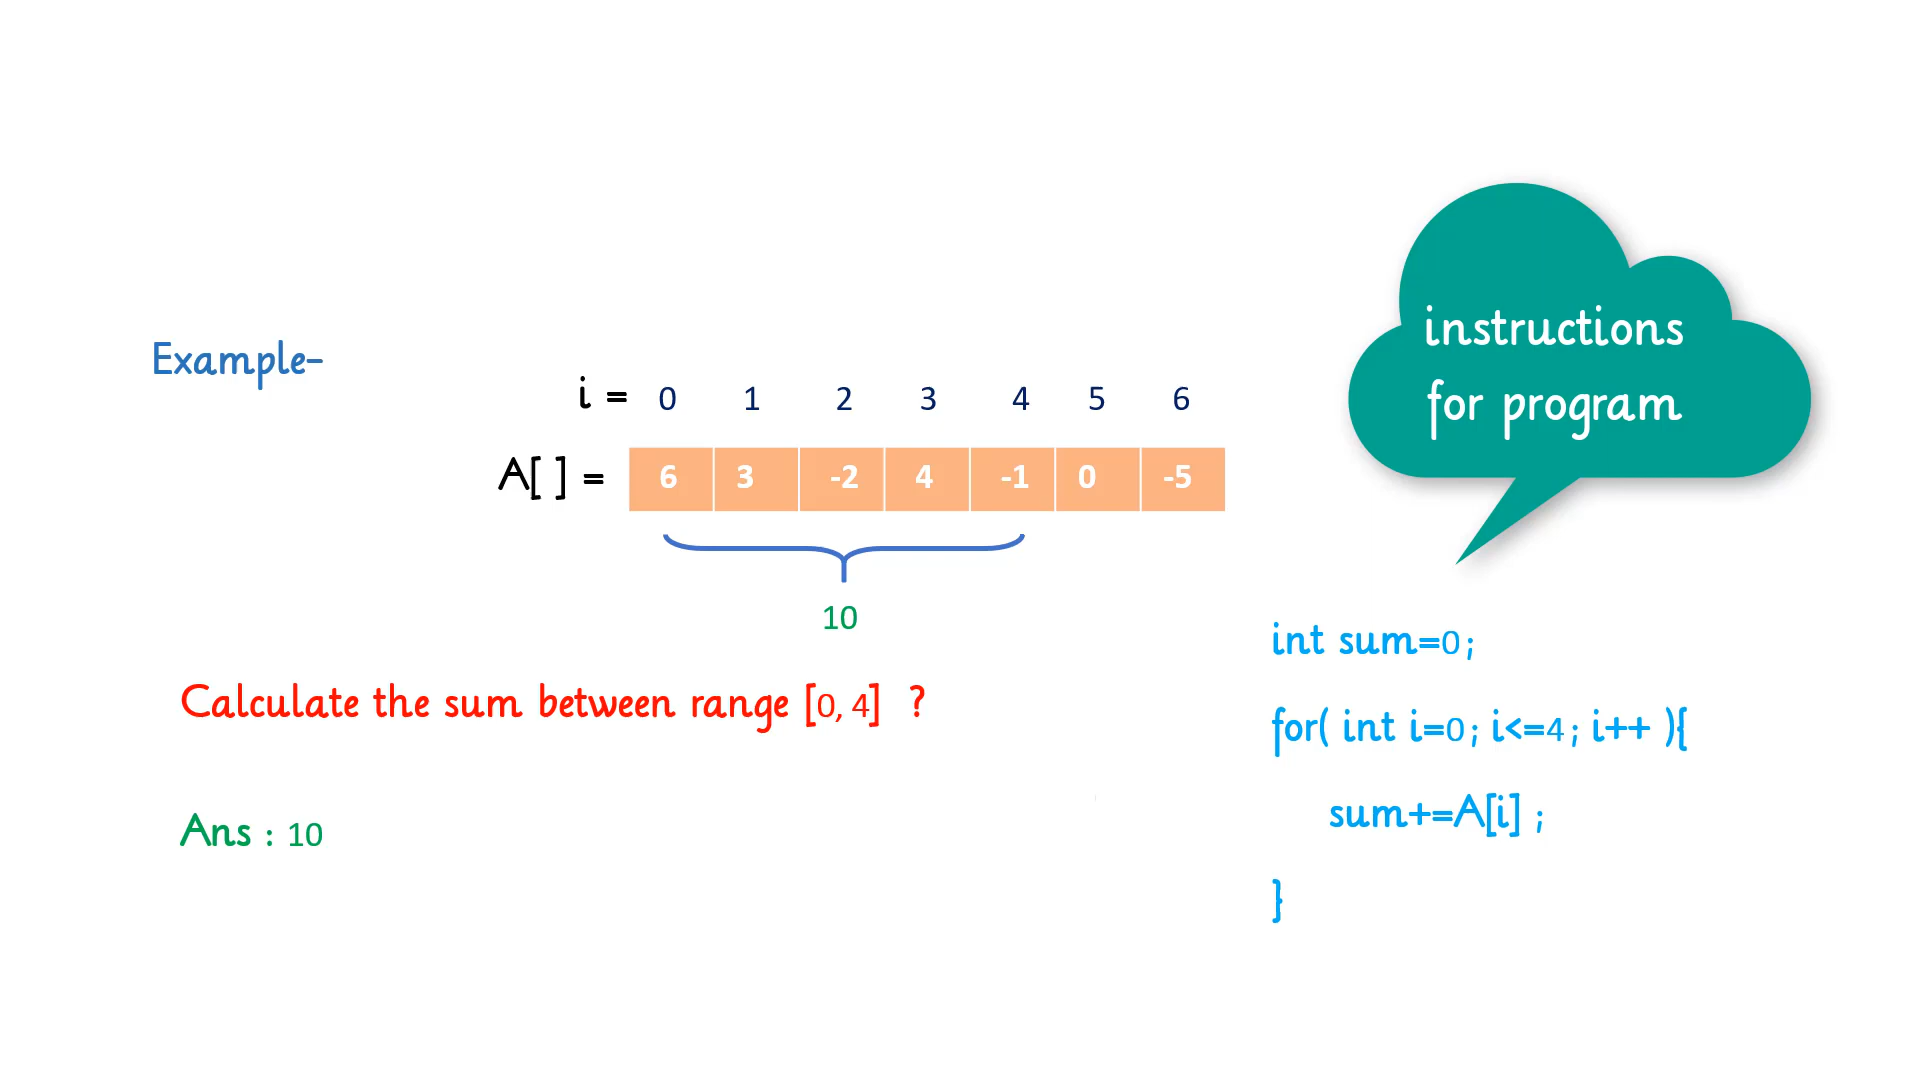 Example-
i = 0 1 2 3 4 5 6
A[ ] = 6 3 -2 4 -1 0 -5
10
Calculate the sum between range [0, 4] ?
Ans : 10
instructions
for program
int sum=0;
for( int i=0; i<=4; i++ ){
sum+=A[i] ;
}